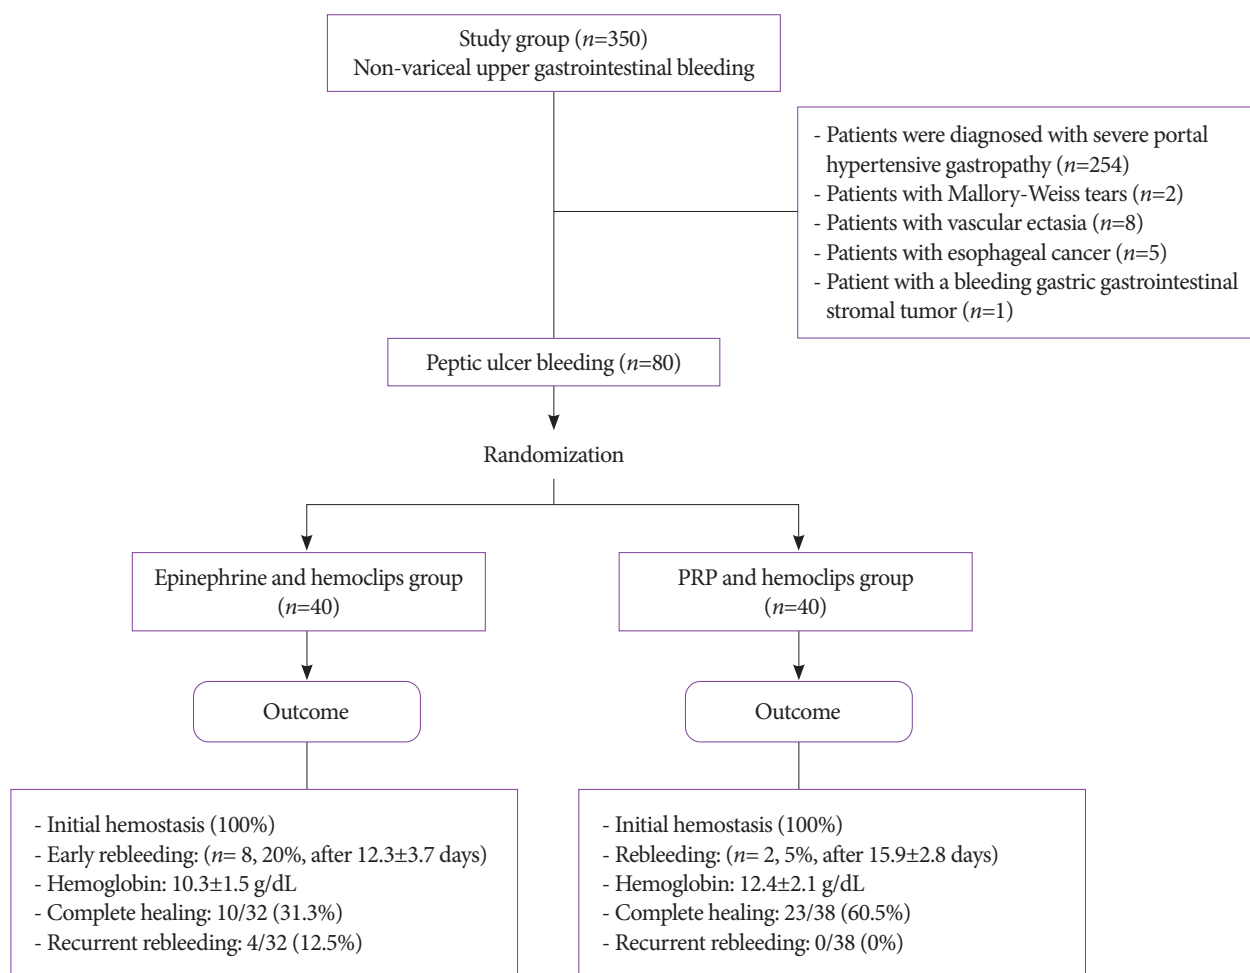 Study group (n=350)
Non-variceal upper gastrointestinal bleeding
- Patients were diagnosed with severe portal
hypertensive gastropathy (n=254)
- Patients with Mallory-Weiss tears (n=2)
- Patients with vascular ectasia (n=8)
- Patients with esophageal cancer (n=5)
- Patient with a bleeding gastric gastrointestinal
stromal tumor (n=1)
Peptic ulcer bleeding (n=80)
Randomization
Epinephrine and hemoclips group
(n=40)
PRP and hemoclips group
(n=40)
Outcome
Outcome
- Initial hemostasis (100%)
- Early rebleeding: (n= 8, 20%, after 12.3±3.7 days)
- Hemoglobin: 10.3±1.5 g/dL
- Complete healing: 10/32 (31.3%)
- Recurrent rebleeding: 4/32 (12.5%)
- Initial hemostasis (100%)
- Rebleeding: (n= 2, 5%, after 15.9±2.8 days)
- Hemoglobin: 12.4±2.1 g/dL
- Complete healing: 23/38 (60.5%)
- Recurrent rebleeding: 0/38 (0%)